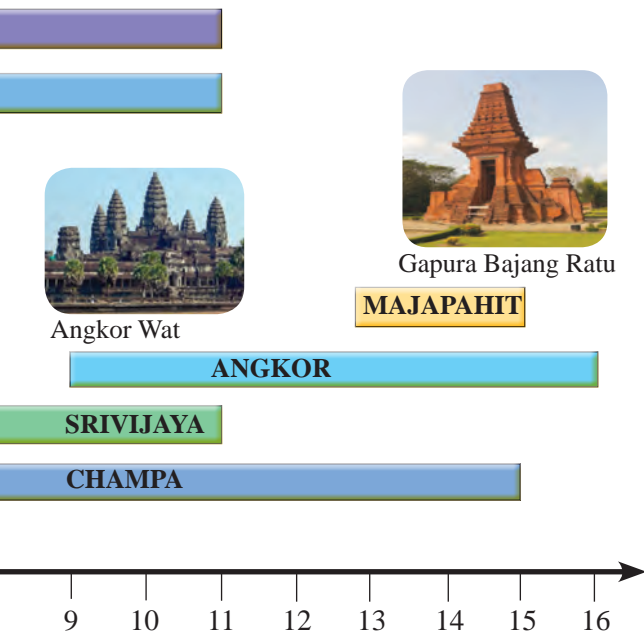 Gapura Bajang Ratu
MAJAPAHIT
Angkor Wat
ANGKOR
SRIVIJAYA
CHAMPA
9 10 11 12 13 14 15 16